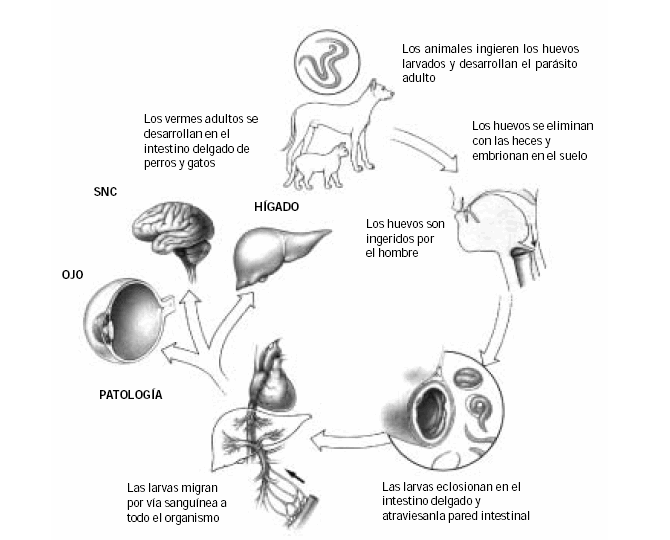 Los animales ingieren los huevos
larvados y desarrollan el parásito
adulto
Los vermes adultos se
desarrollan en el
intestino delgado de
perros y gatos
Los huevos se eliminan
con las heces y
embrionan en el suelo
SNC
HÍGADO
Los huevos son
ingeridos por
el hombre
OJO
PATOLOGÍA
Las larvas migran
por vía sanguínea a
todo el organismo
Las larvas eclosionan en el
intestino delgado y
atraviesanla pared intestinal